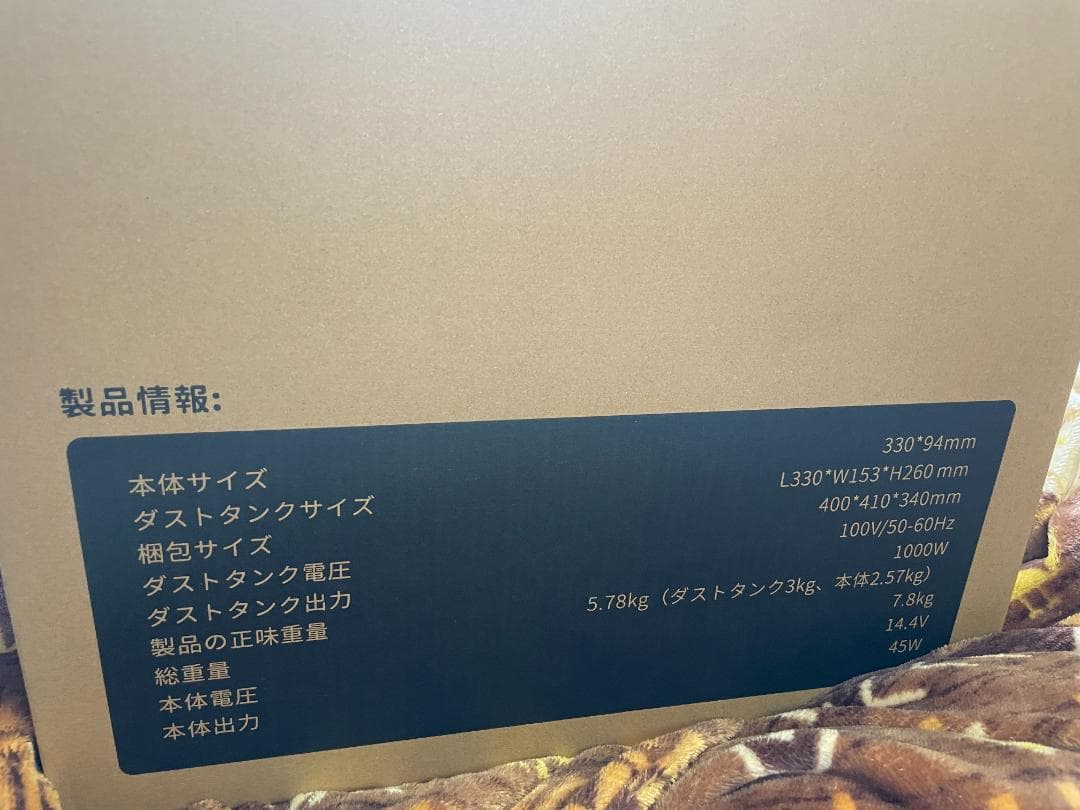 製品情報:
本体サイズ 330*94mm
ダストタンクサイズ L330*W153*H260mm
梱包サイズ 400*410*340mm
ダストタンク電圧 100V/50-60Hz
ダストタンク出力 1000W
製品の正味重量 5.78kg（ダストタンク3kg、本体2.57kg）
総重量 7.8kg
本体電圧 14.4V
本体出力 45W